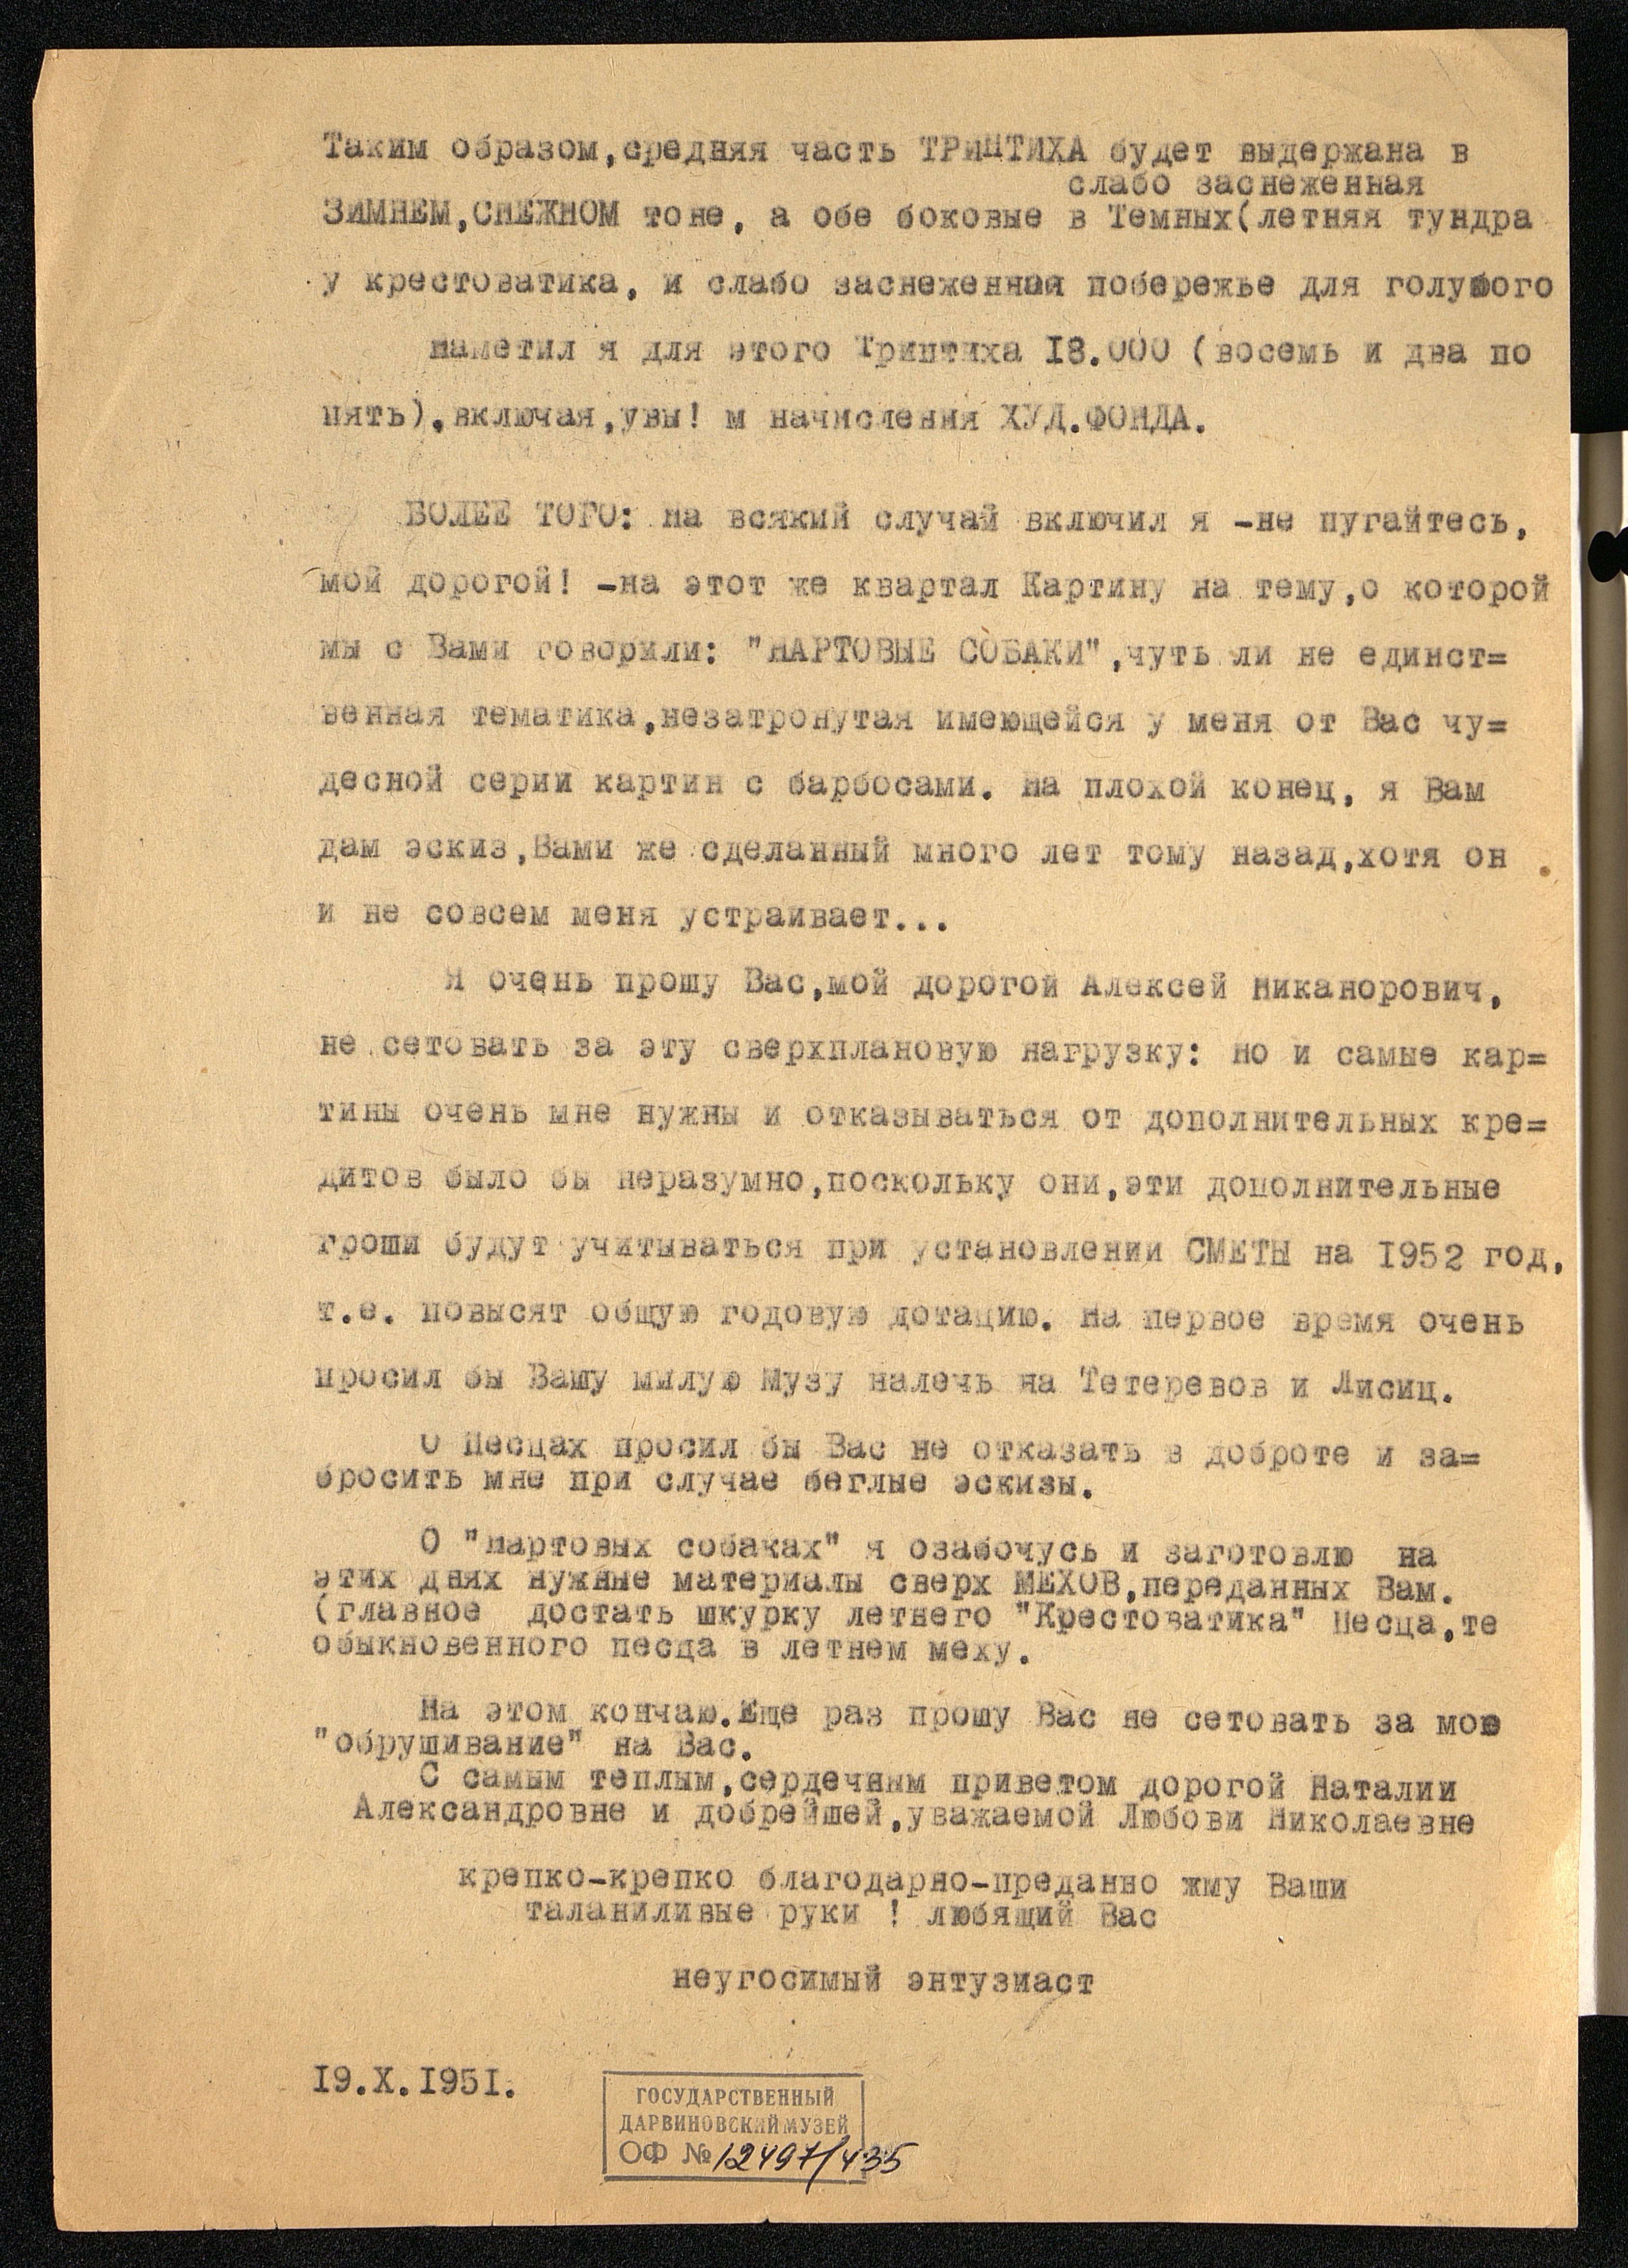 Таким образом,средняя часть ТРИПТИХА будет выдержана в
слабо заснеженная
ЗИМНЕМ,СНЕЖНОМ тоне, а обе боковые в Темных(летняя тундра
у крестоватика, и слабо заснеженная побережье для голубого
наметил я для этого Триптиха I8.000 (восемь и два по
пять),включая,увы! м начисления ХУД.ФОНДА.
БОЛЕЕ ТОГО: на всякий случай включил я -не пугайтесь,
мой дорогой! -на этот же квартал Картину на тему,о которой
мы с Вами говорили: "НАРТОВЫЕ СОБАКИ",чуть ли не единст=
венная тематика,незатронутая имеющейся у меня от Вас чу=
десной серии картин с барбосами. На плохой конец, я Вам
дам эскиз,Вами же сделанный много лет тому назад,хотя он
и не совсем меня устраивает...
Я очень прошу Вас,мой дорогой Алексей Никанорович,
не сетовать за эту сверхплановую нагрузку: но и самые кар=
тины очень мне нужны и отказываться от дополнительных кре=
дитов было бы неразумно,поскольку они,эти дополнительные
гроши будут учитываться при установлении СМЕТЫ на I952 год,
т.е. повысят общую годовую дотацию. На первое время очень
просил бы Вашу милую Музу налечь на Тетеревов и Лисиц.
О Песцах просил бы Вас не отказать в доброте и за=
бросить мне при случае беглые эскизы.
О "нартовых собаках" я озабочусь и заготовлю на
этих днях нужные материалы сверх МЕХОВ,переданных Вам.
(главное достать шкурку летнего "Крестоватика" Песца,те
обыкновенного песца в летнем меху.
На этом кончаю.Еще раз прошу Вас не сетовать за мое
"обрушивание" на Вас.
С самым теплым,сердечным приветом дорогой Наталии
Александровне и добрейшей,уважаемой Любови Николаевне
крепко-крепко благодарно-преданно жму Ваши
таланиливые руки ! любящий Вас
неугосимый энтузиаст
I9.X.I95I.
ГОСУДАРСТВЕННЫЙ
ДАРВИНОВСКИЙ МУЗЕЙ
ОФ № 12497/435